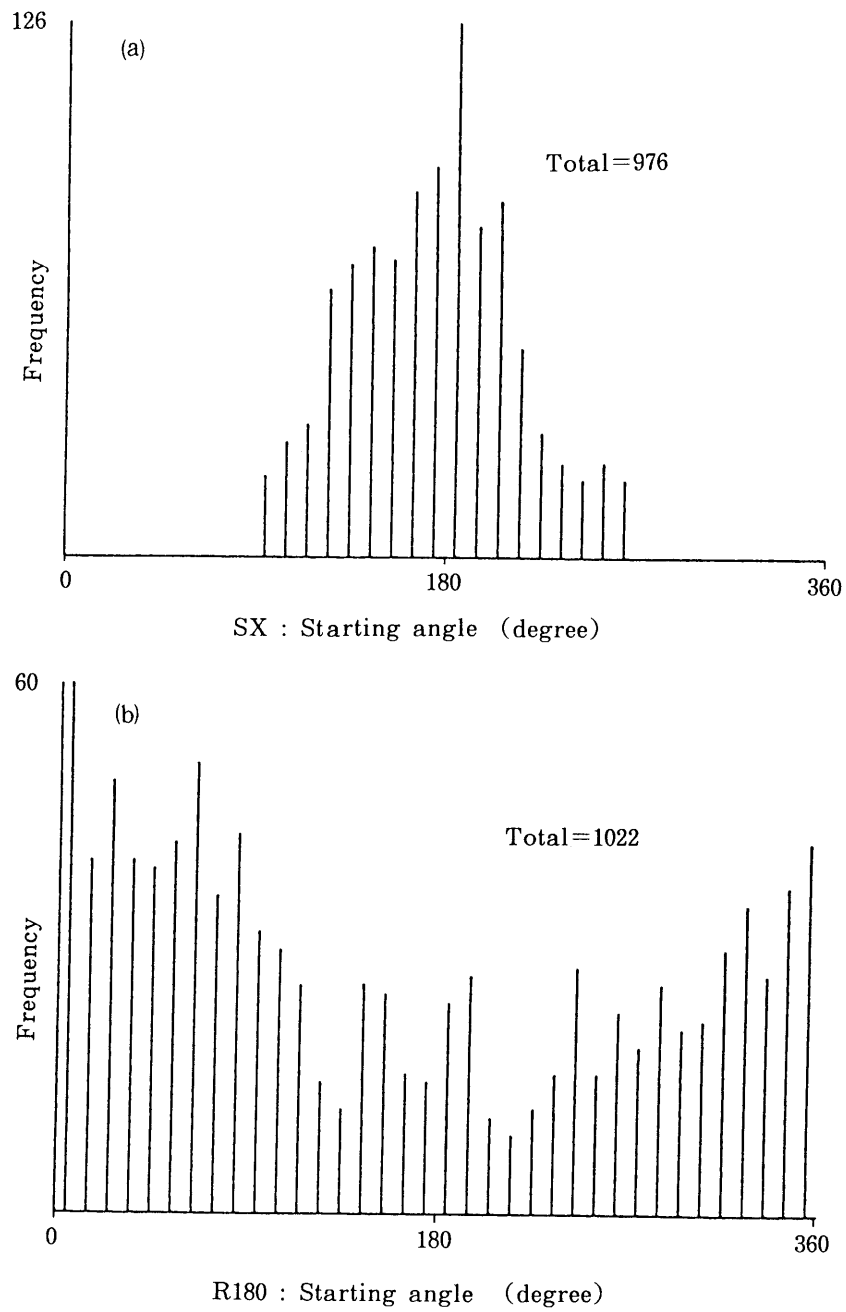 126
(a)
Total=976
Frequency
0
180
360
SX : Starting angle (degree)
60
(b)
Total=1022
Frequency
0
180
360
R180 : Starting angle (degree)